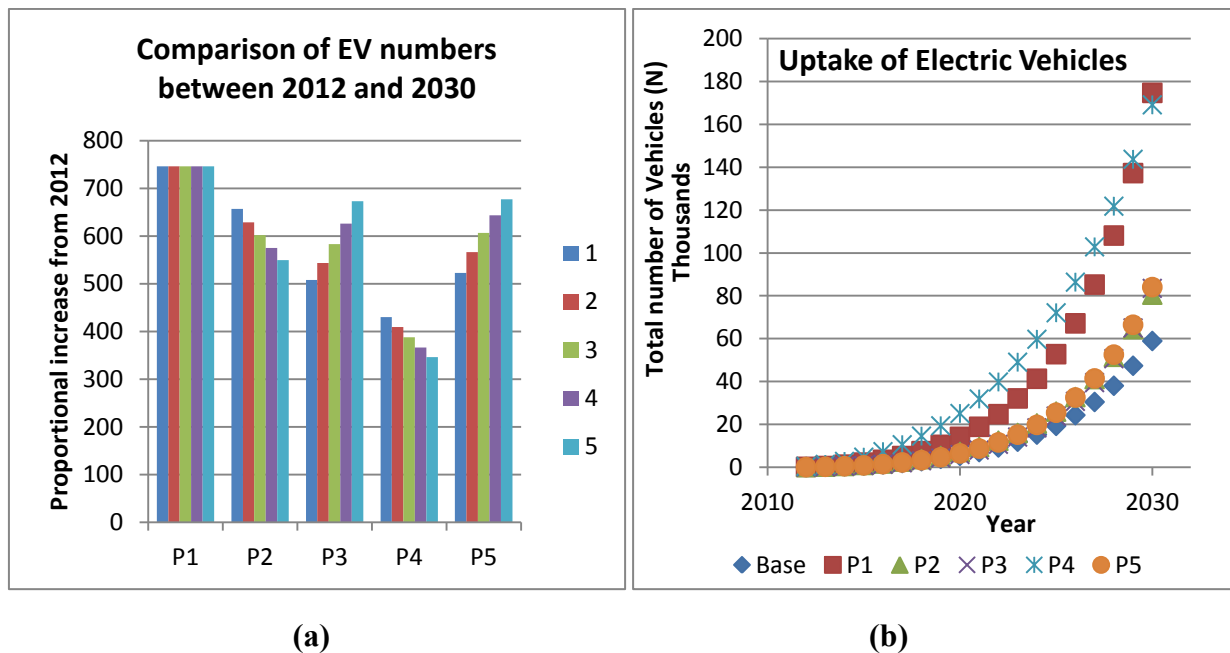 Comparison of EV numbers
between 2012 and 2030
Proportional increase from 2012
800
700
600
500
400
300
200
100
0
P1 P2 P3 P4 P5
1
2
3
4
5
(a)
Uptake of Electric Vehicles
Total number of Vehicles (N)
Thousands
200
180
160
140
120
100
80
60
40
20
0
2010 2020 2030
Year
Base P1 P2 P3 P4 P5
(b)